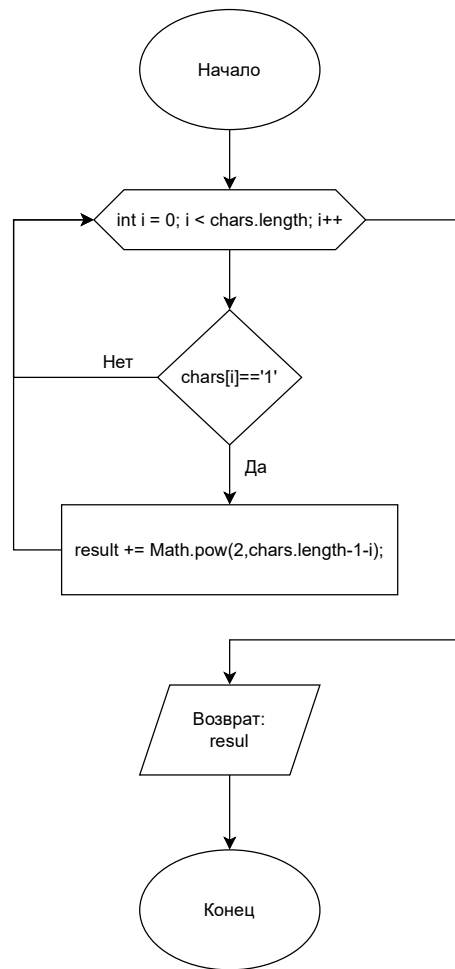 Начало
int i = 0; i < chars.length; i++
Нет
chars[i]=='1'
Да
result += Math.pow(2,chars.length-1-i);
Возврат:
resul
Конец